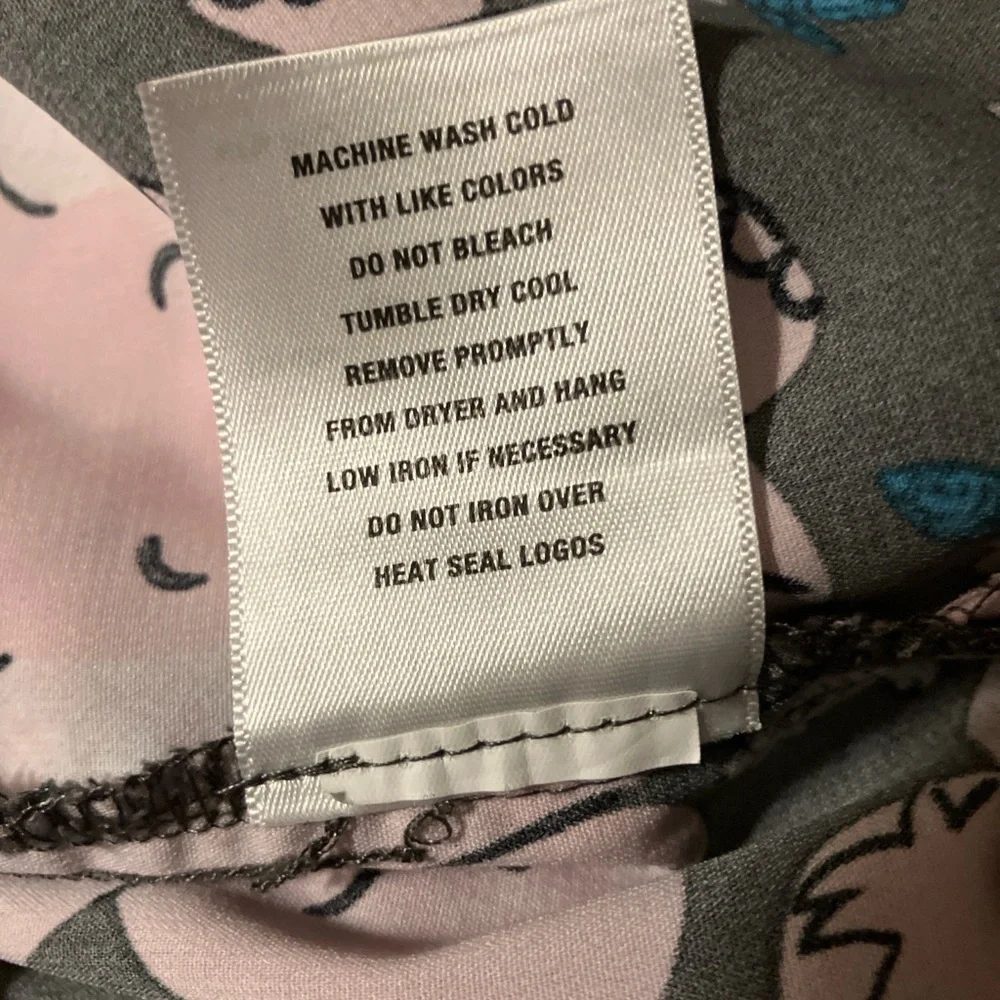 MACHINE WASH COLD
WITH LIKE COLORS
DO NOT BLEACH
TUMBLE DRY COOL
REMOVE PROMPTLY
FROM DRYER AND HANG
LOW IRON IF NECESSARY
DO NOT IRON OVER
HEAT SEAL LOGOS